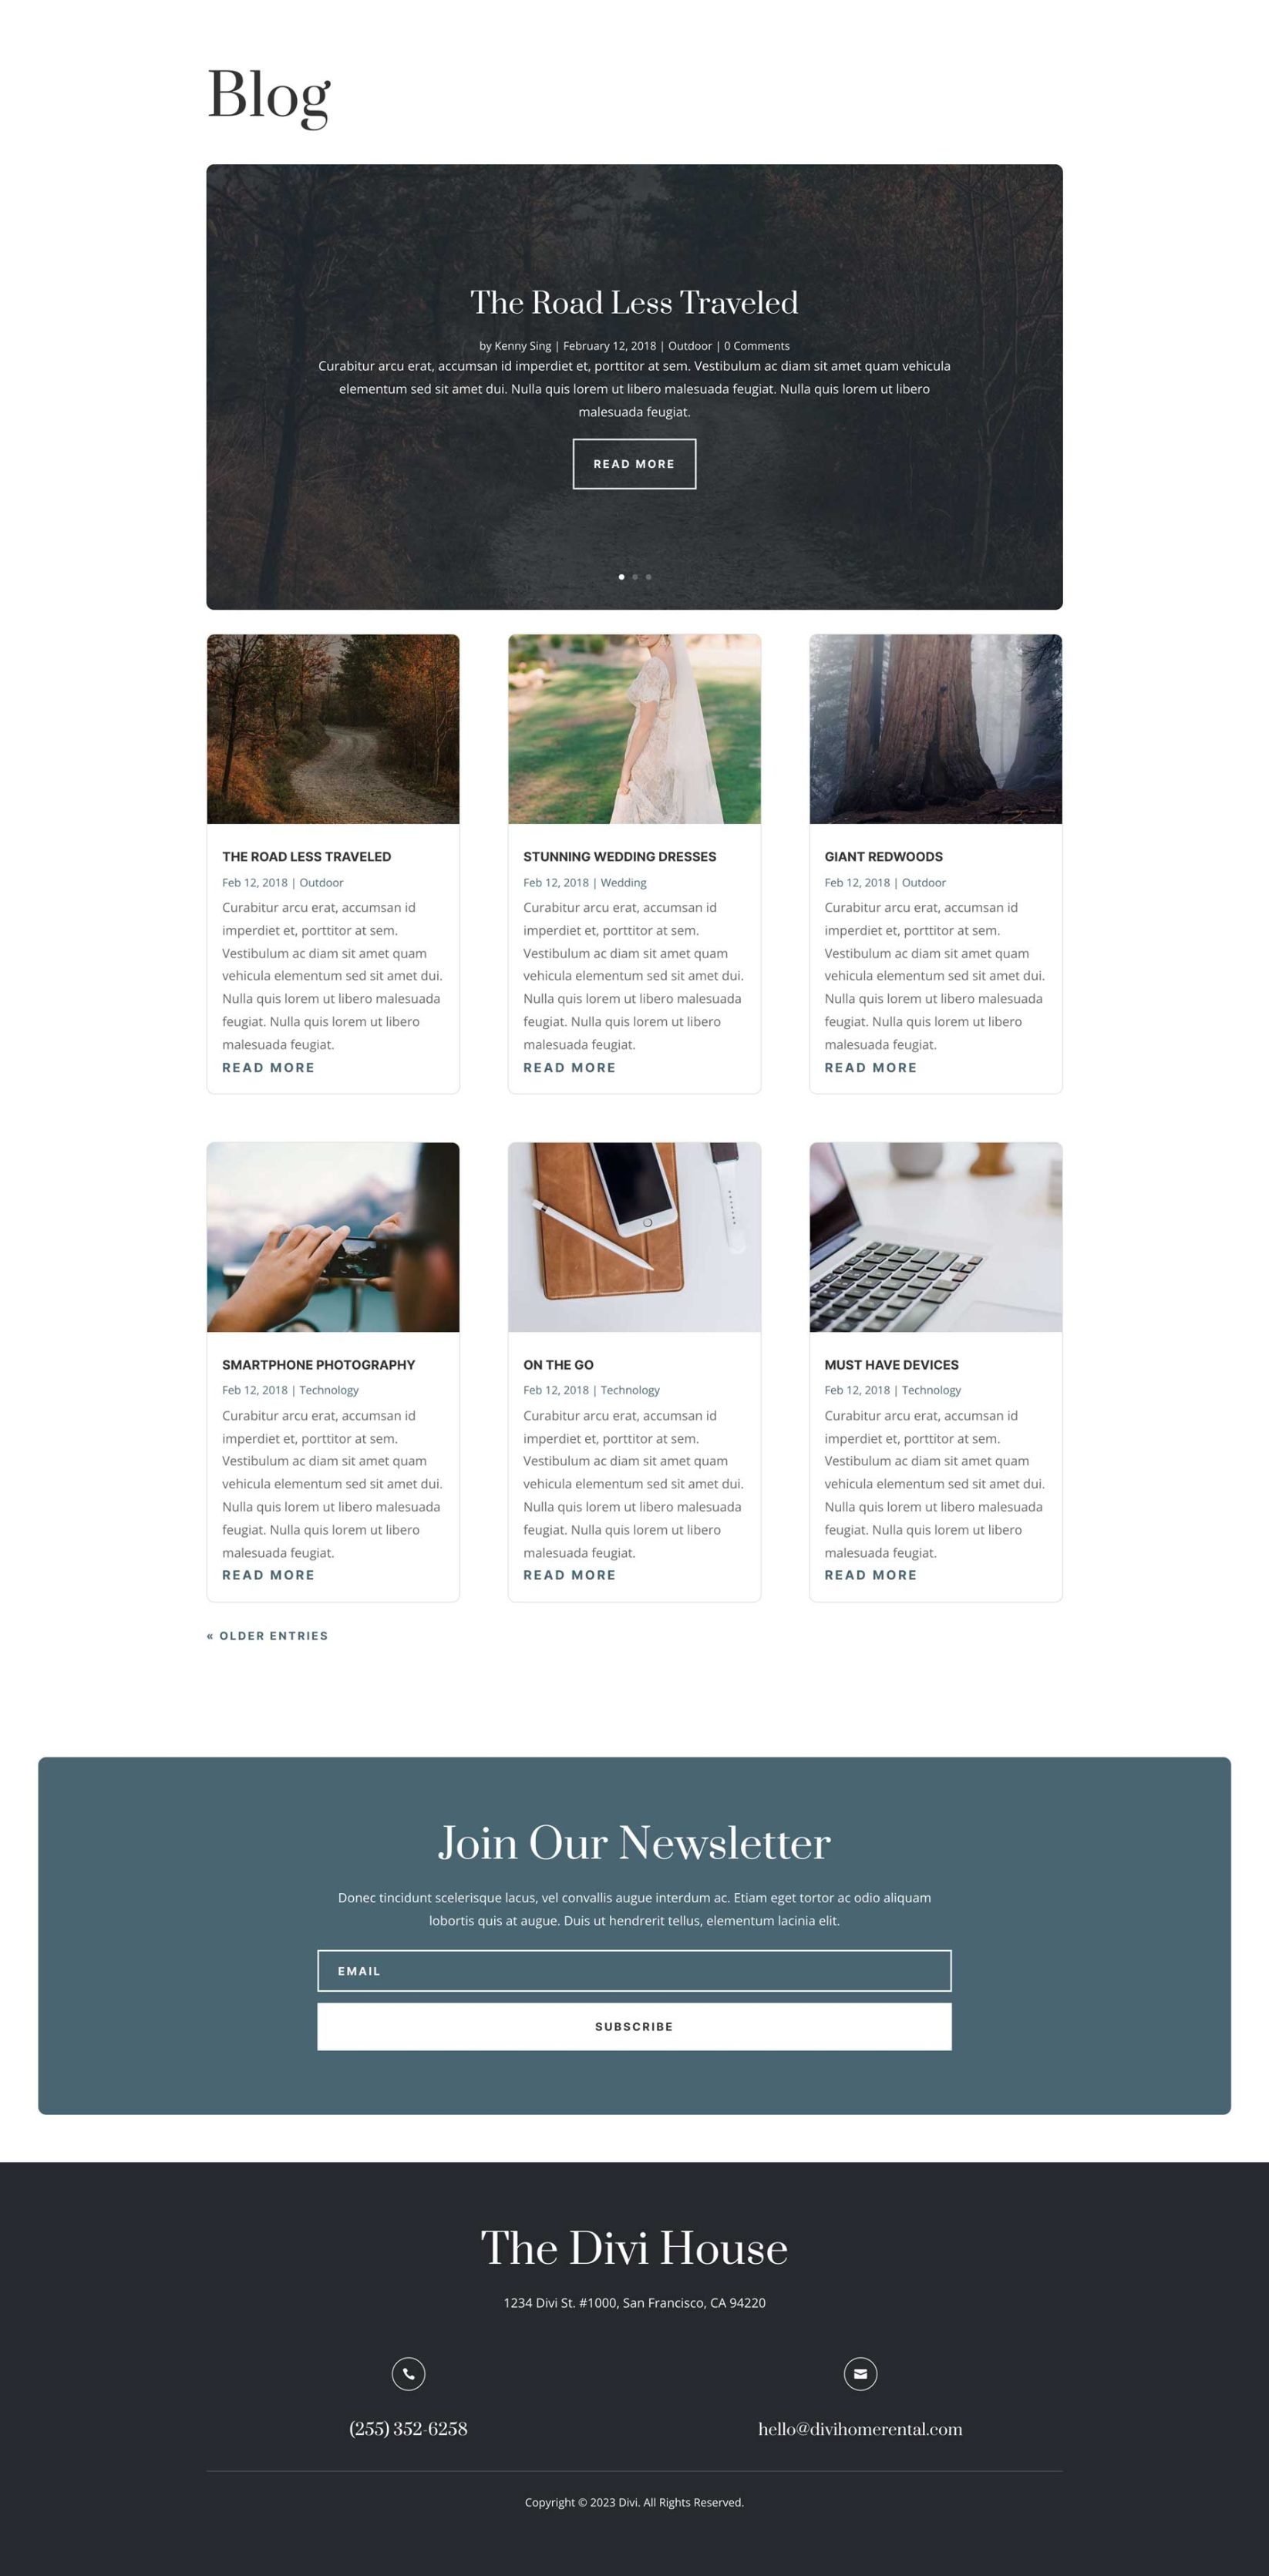 Blog
The Road Less Traveled
by Kenny Sing | February 12, 2018 | Outdoor | 0 Comments
Curabitur arcu erat, accumsan id imperdiet et, porttitor at sem. Vestibulum ac diam sit amet quam vehicula
elementum sed sit amet dui. Nulla quis lorem ut libero malesuada feugiat. Nulla quis lorem ut libero
malesuada feugiat.
READ MORE
THE ROAD LESS TRAVELED
Feb 12, 2018 | Outdoor
Curabitur arcu erat, accumsan id
imperdiet et, porttitor at sem.
Vestibulum ac diam sit amet quam
vehicula elementum sed sit amet dui.
Nulla quis lorem ut libero malesuada
feugiat. Nulla quis lorem ut libero
malesuada feugiat.
READ MORE
STUNNING WEDDING DRESSES
Feb 12, 2018 | Wedding
Curabitur arcu erat, accumsan id
imperdiet et, porttitor at sem.
Vestibulum ac diam sit amet quam
vehicula elementum sed sit amet dui.
Nulla quis lorem ut libero malesuada
feugiat. Nulla quis lorem ut libero
malesuada feugiat.
READ MORE
GIANT REDWOODS
Feb 12, 2018 | Outdoor
Curabitur arcu erat, accumsan id
imperdiet et, porttitor at sem.
Vestibulum ac diam sit amet quam
vehicula elementum sed sit amet dui.
Nulla quis lorem ut libero malesuada
feugiat. Nulla quis lorem ut libero
malesuada feugiat.
READ MORE
SMARTPHONE PHOTOGRAPHY
Feb 12, 2018 | Technology
Curabitur arcu erat, accumsan id
imperdiet et, porttitor at sem.
Vestibulum ac diam sit amet quam
vehicula elementum sed sit amet dui.
Nulla quis lorem ut libero malesuada
feugiat. Nulla quis lorem ut libero
malesuada feugiat.
READ MORE
ON THE GO
Feb 12, 2018 | Technology
Curabitur arcu erat, accumsan id
imperdiet et, porttitor at sem.
Vestibulum ac diam sit amet quam
vehicula elementum sed sit amet dui.
Nulla quis lorem ut libero malesuada
feugiat. Nulla quis lorem ut libero
malesuada feugiat.
READ MORE
MUST HAVE DEVICES
Feb 12, 2018 | Technology
Curabitur arcu erat, accumsan id
imperdiet et, porttitor at sem.
Vestibulum ac diam sit amet quam
vehicula elementum sed sit amet dui.
Nulla quis lorem ut libero malesuada
feugiat. Nulla quis lorem ut libero
malesuada feugiat.
READ MORE
« OLDER ENTRIES
Join Our Newsletter
Donec tincidunt scelerisque lacus, vel convallis augue interdum ac. Etiam eget tortor ac odio aliquam
lobortis quis at augue. Duis ut hendrerit tellus, elementum lacinia elit.
EMAIL
SUBSCRIBE
The Divi House
1234 Divi St. #1000, San Francisco, CA 94220
(255) 352-6258
hello@divihomerental.com
Copyright © 2023 Divi. All Rights Reserved.